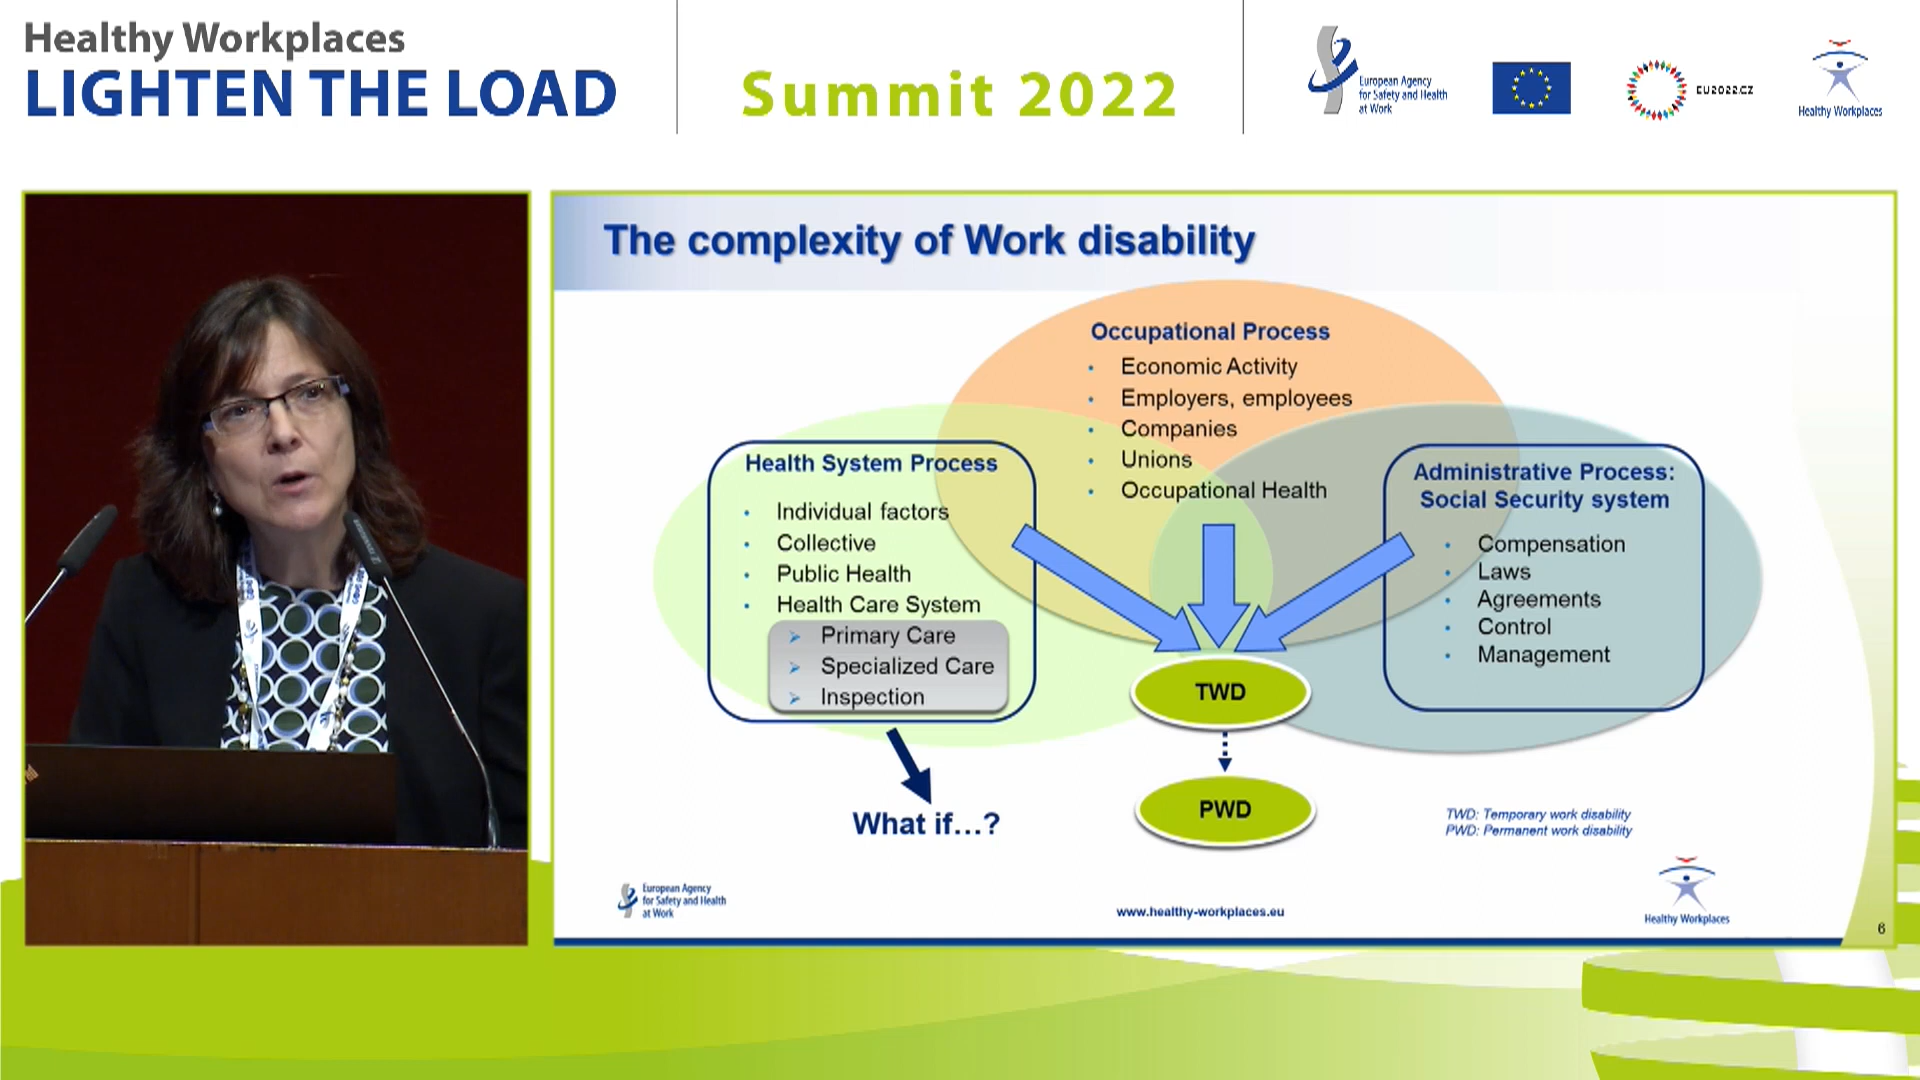 Healthy Workplaces
LIGHTEN THE LOAD
Summit 2022
European Agency
for Safety and Health
at Work
EU2022.CZ
Healthy Workplaces
The complexity of Work disability
Occupational Process
• Economic Activity
• Employers, employees
• Companies
• Unions
• Occupational Health
Health System Process
• Individual factors
• Collective
• Public Health
• Health Care System
Primary Care
Specialized Care
Inspection
What if...?
Administrative Process:
Social Security system
• Compensation
• Laws
• Agreements
• Control
• Management
TWD
PWD
TWD: Temporary work disability
PWD: Permanent work disability
European Agency
for Safety and Health
at Work
www.healthy-workplaces.eu
Healthy Workplaces
6